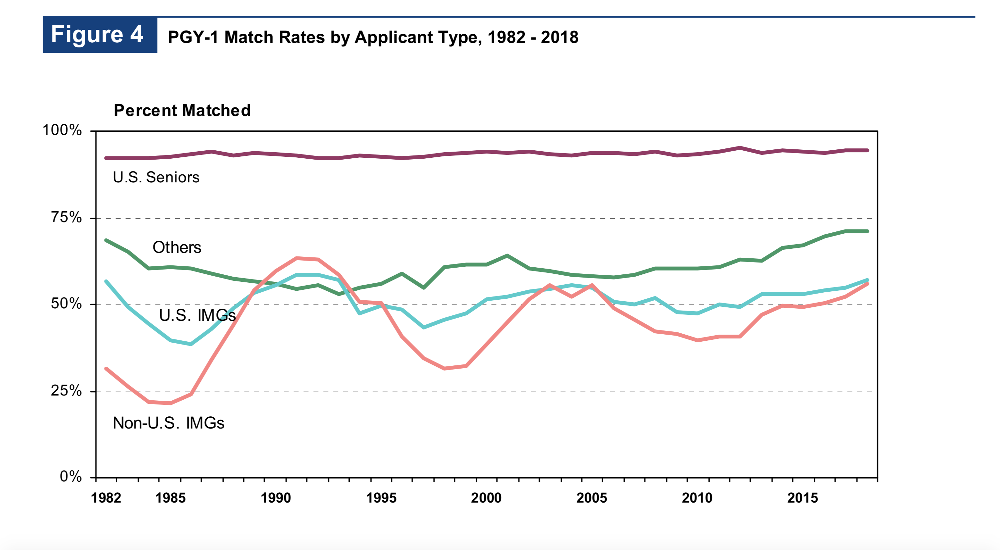 Figure 4
PGY-1 Match Rates by Applicant Type, 1982 - 2018
Percent Matched
100%
U.S. Seniors
75%
Others
50%
U.S. IMGs
25%
Non-U.S. IMGs
0%
1982 1985 1990 1995 2000 2005 2010 2015